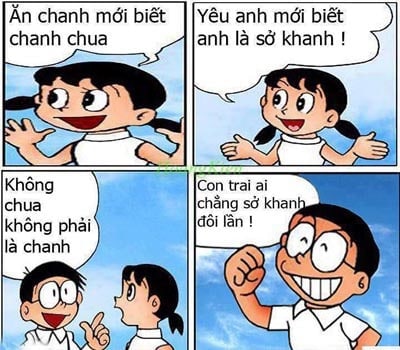 Ăn chanh mới biết
chanh chua
Yêu anh mới biết
anh là sở khanh !
Không
chua
không phải
là chanh
Con trai ai
chẳng sở khanh
đôi lần !